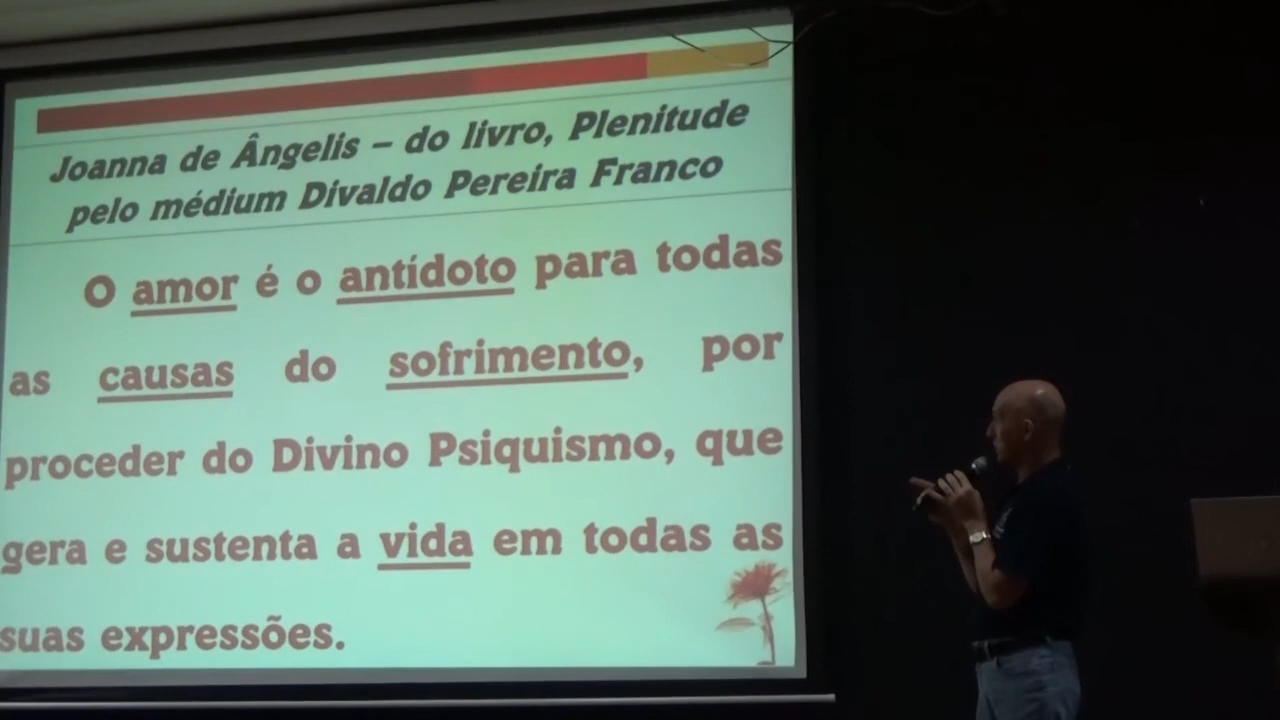 Joanna de Ângelis – do livro, Plenitude
pelo médium Divaldo Pereira Franco
O amor é o antídoto para todas
as causas do sofrimento, por
proceder do Divino Psiquismo, que
gera e sustenta a vida em todas as
suas expressões.